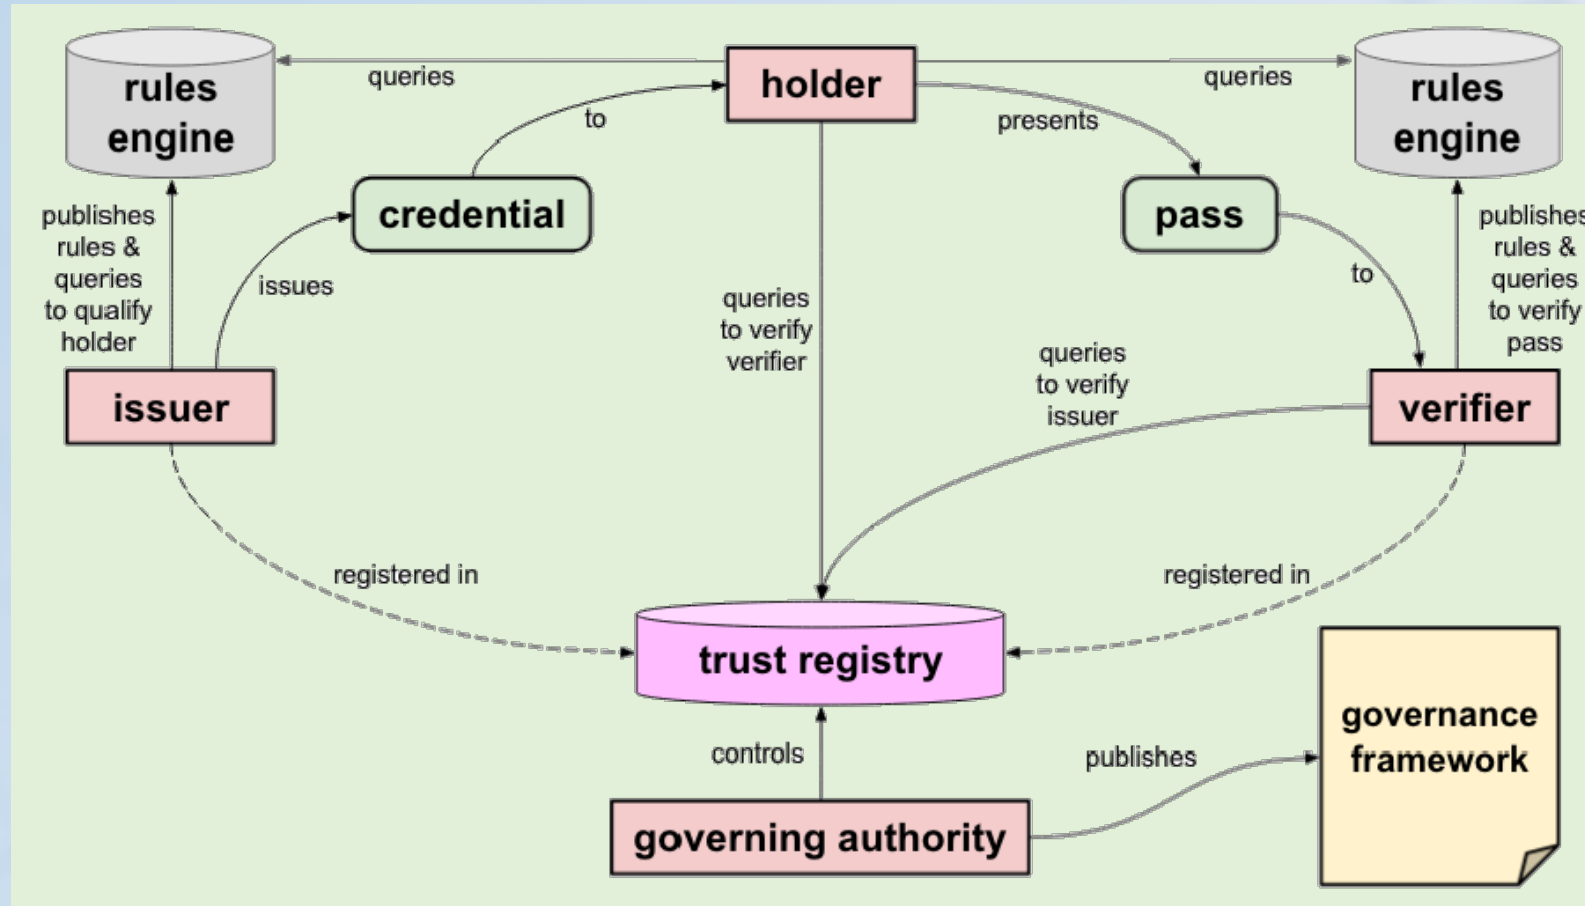 rules
engine
queries
holder
queries
rules
engine
to
presents
credential
pass
publishes
rules &
queries
to qualify
holder
issues
queries
to verify
verifier
to
publishes
rules &
queries
to verify
pass
queries
to verify
issuer
issuer
verifier
registered in
registered in
trust registry
governance
framework
controls
publishes
governing authority